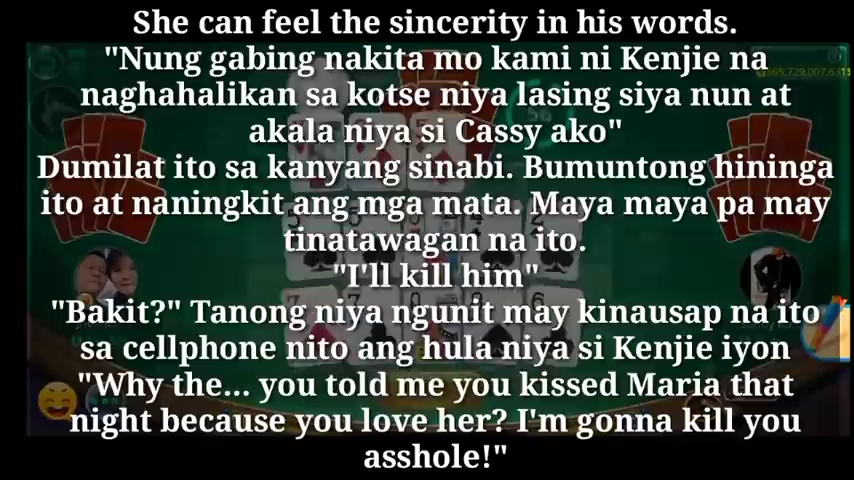 She can feel the sincerity in his words.
"Nung gabing nakita mo kami ni Kenjie na
naghahalikan sa kotse niya lasing siya nun at
akala niya si Cassy ako"
Dumilat ito sa kanyang sinabi. Bumuntong hininga
ito at naningkit ang mga mata. Maya maya pa may
tinatawagan na ito.
"I'll kill him"
"Bakit?" Tanong niya ngunit may kinausap na ito
sa cellphone nito ang hula niya si Kenjie iyon
"Why the... you told me you kissed Maria that
night because you love her? I'm gonna kill you
asshole!"